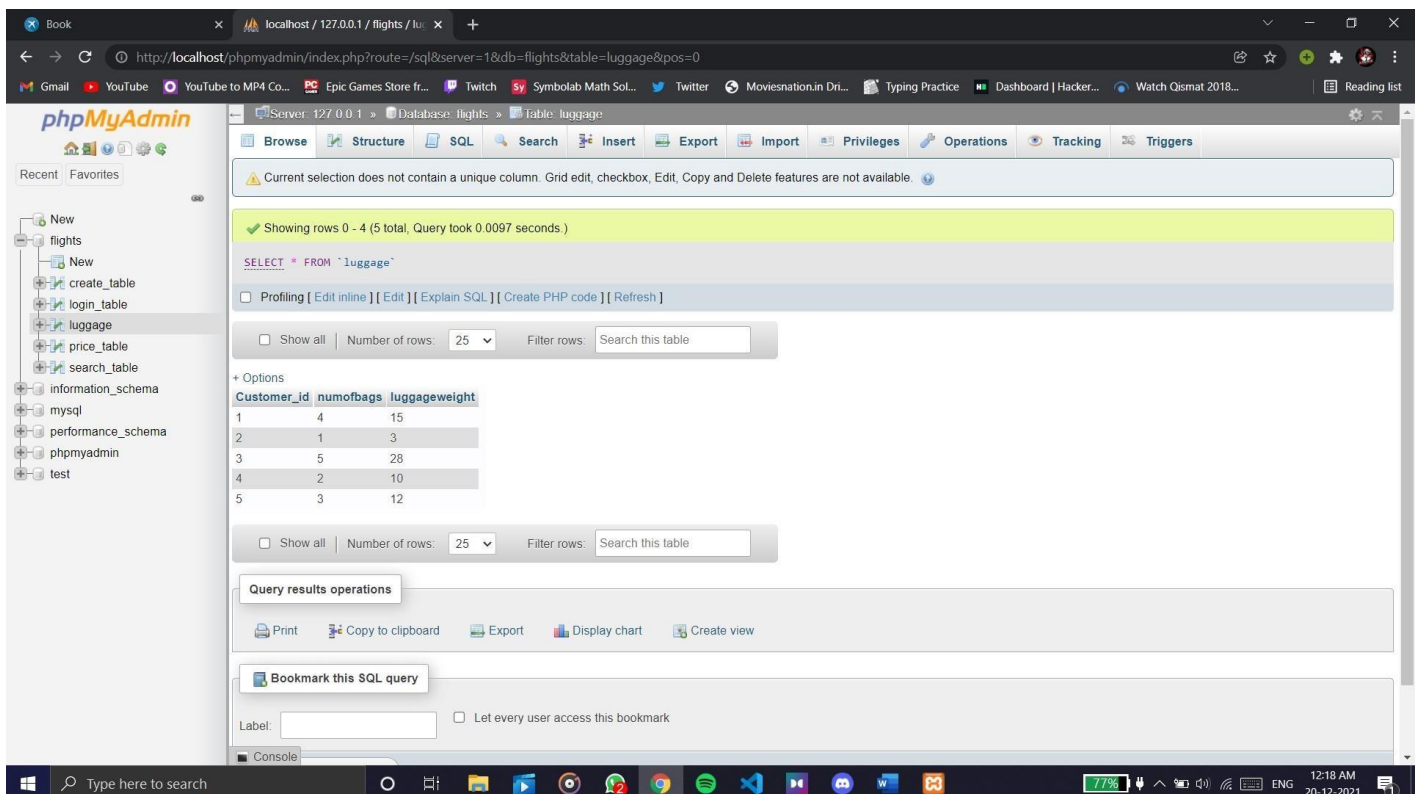 Book
localhost / 127.0.0.1 / flights / lug
http://localhost/phpmyadmin/index.php?route=/sql&server=1&db=flights&table=luggage&pos=0
Gmail YouTube YouTube to MP4 Co... Epic Games Store fr... Twitch Symbolab Math Sol... Twitter Moviesnation.in Dri... Typing Practice Dashboard | Hacker... Watch Qismat 2018... Reading list
phpMyAdmin
Recent Favorites
New
flights
New
create_table
login_table
luggage
price_table
search_table
information_schema
mysql
performance_schema
phpmyadmin
test
Server: 127.0.0.1 » Database: flights » Table: luggage
Browse Structure SQL Search Insert Export Import Privileges Operations Tracking Triggers
Current selection does not contain a unique column. Grid edit, checkbox, Edit, Copy and Delete features are not available.
Showing rows 0 - 4 (5 total, Query took 0.0097 seconds.)
SELECT * FROM `luggage`
Profiling [ Edit inline ] [ Edit ] [ Explain SQL ] [ Create PHP code ] [ Refresh ]
Show all | Number of rows: 25 Filter rows: Search this table
+ Options
Customer_id numofbags luggageweight
1 4 15
2 1 3
3 5 28
4 2 10
5 3 12
Show all | Number of rows: 25 Filter rows: Search this table
Query results operations
Print Copy to clipboard Export Display chart Create view
Bookmark this SQL query
Label: Let every user access this bookmark
Console
Type here to search
77% ENG 12:18 AM
20-12-2021